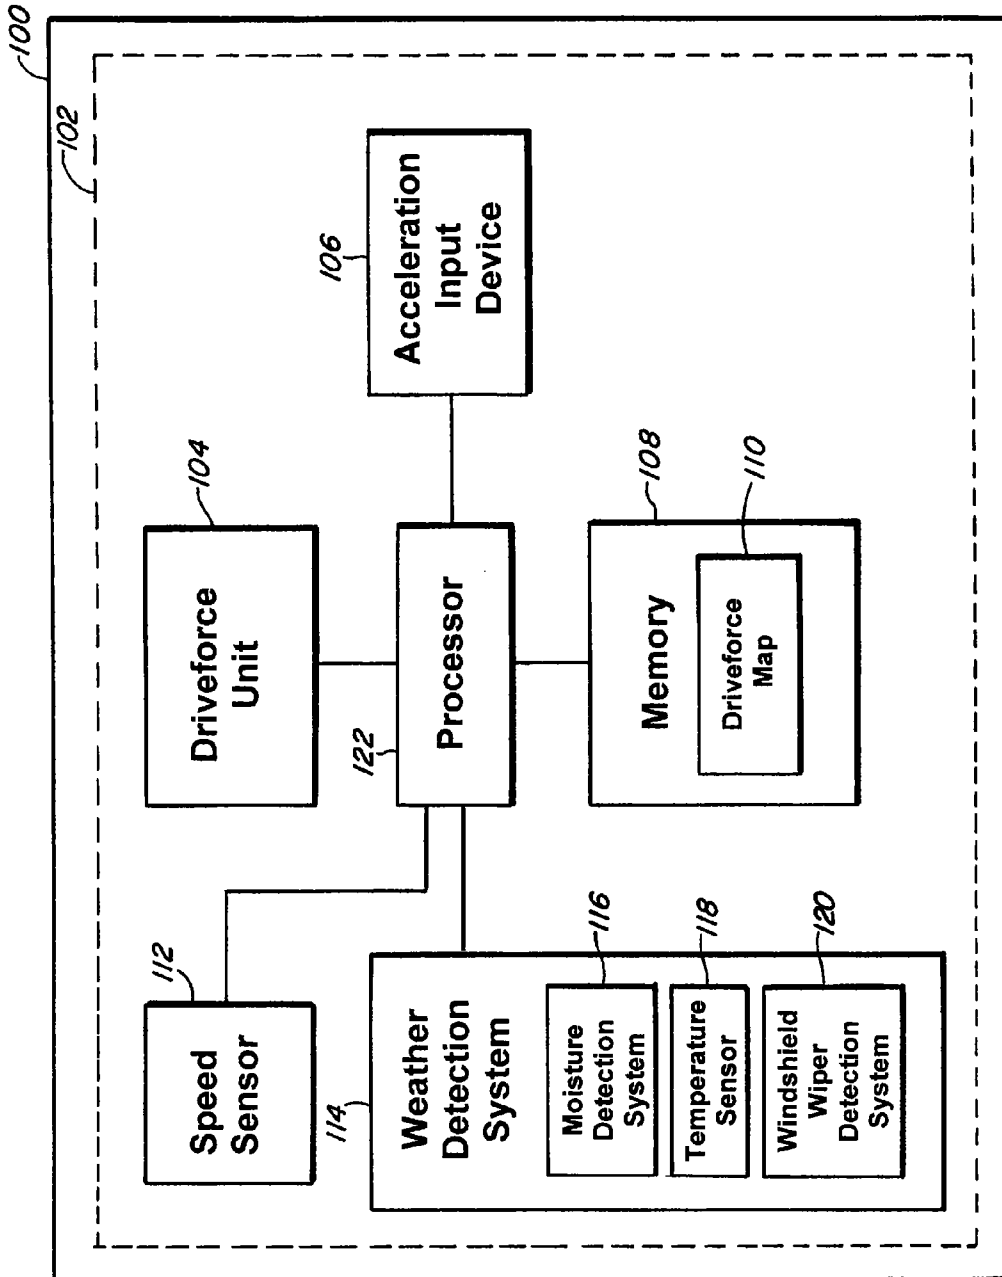 100
102
112
Speed
Sensor
104
Driveforce
Unit
106
Acceleration
Input
Device
122
Processor
114
Weather
Detection
System
116
Moisture
Detection
System
118
Temperature
Sensor
120
Windshield
Wiper
Detection
System
108
Memory
110
Driveforce
Map